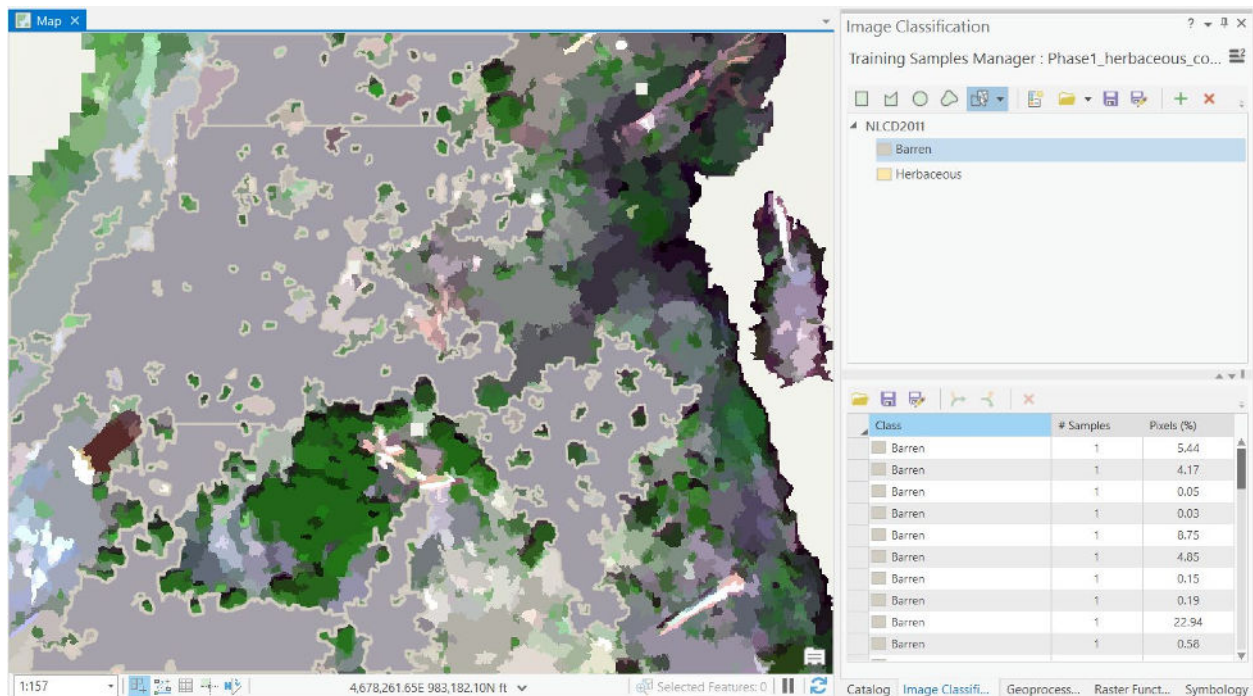 Map
Image Classification
Training Samples Manager : Phase1_herbaceous_co...
NLCD2011
Barren
Herbaceous
Class # Samples Pixels (%)
Barren 1 5.44
Barren 1 4.17
Barren 1 0.05
Barren 1 0.03
Barren 1 8.75
Barren 1 4.85
Barren 1 0.15
Barren 1 0.19
Barren 1 22.94
Barren 1 0.58
1:157 4,678,261.65E 983,182.10N ft Selected Features: 0
Catalog Image Classifi... Geoprocess... Raster Funct... Symbology